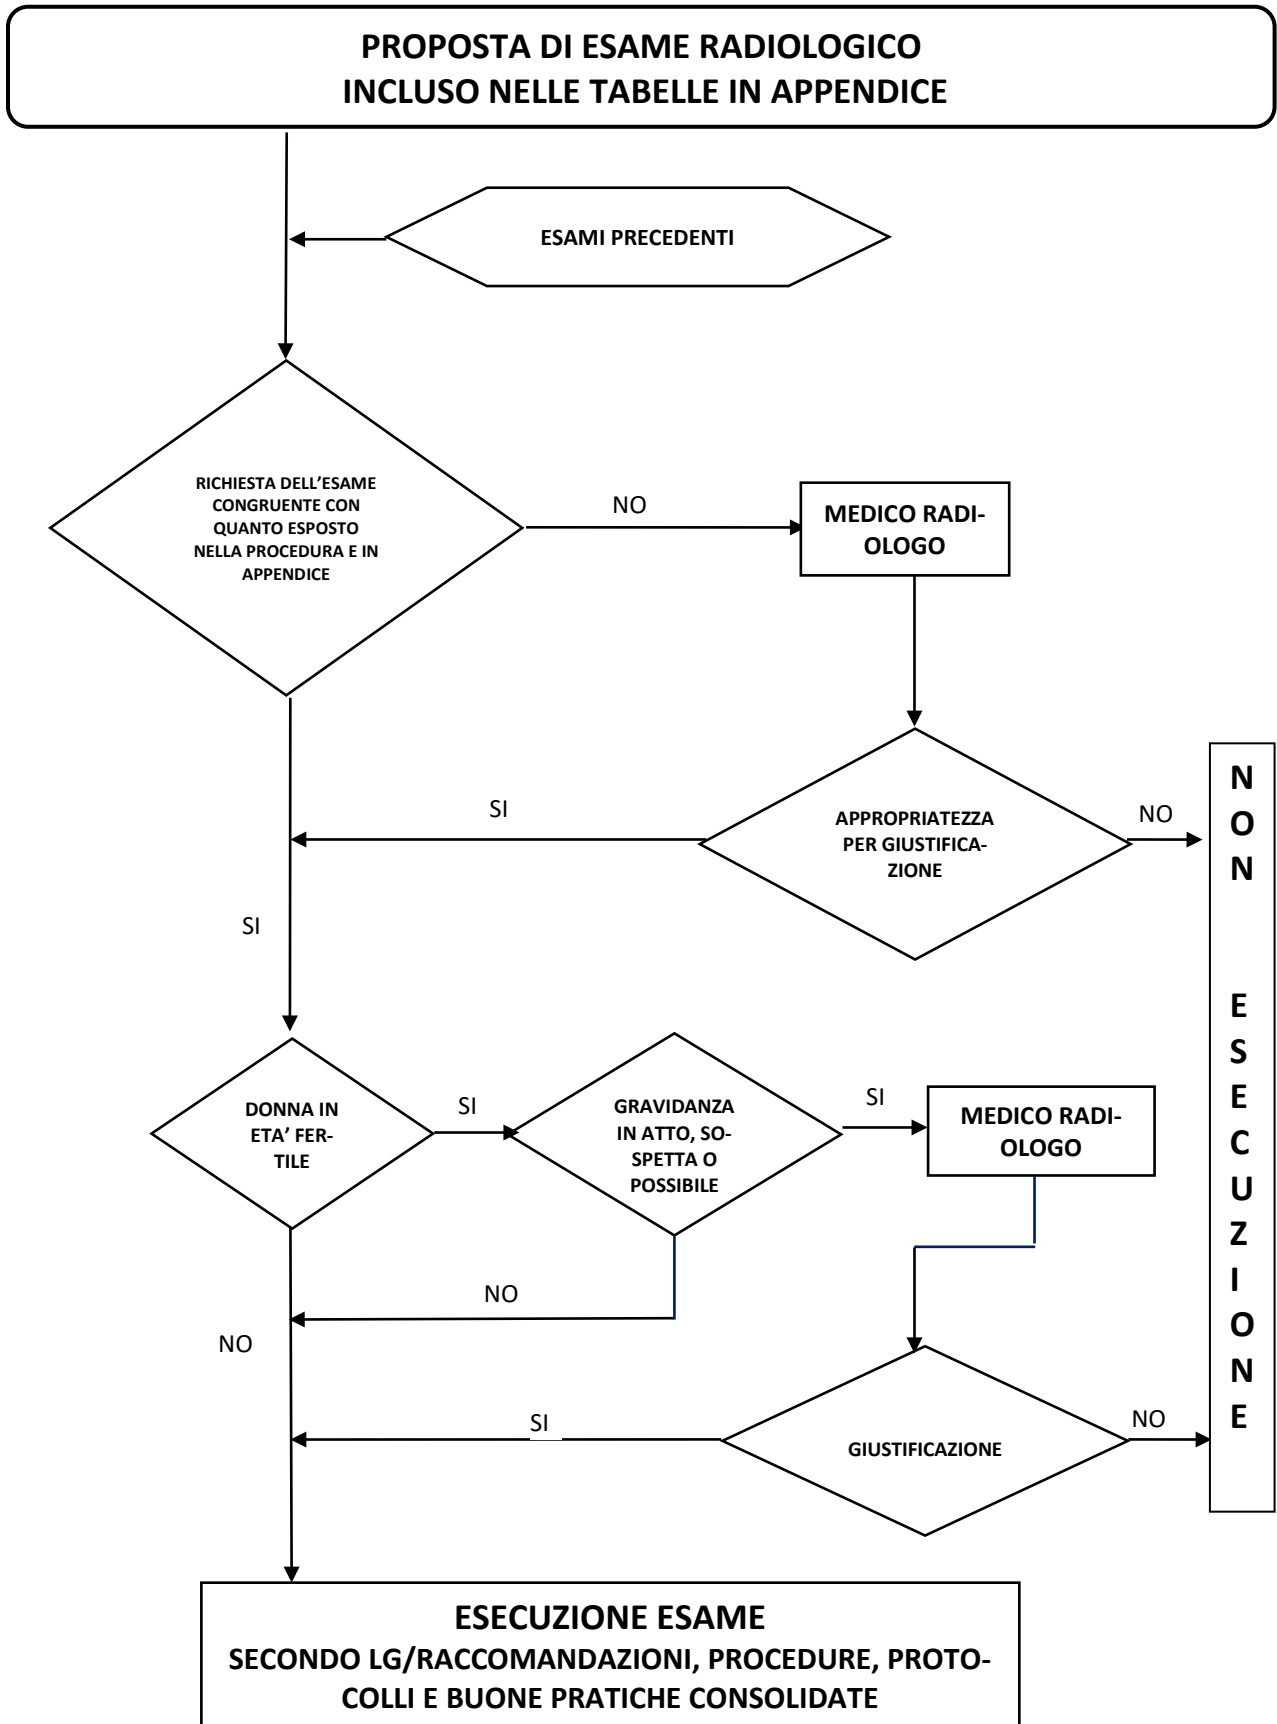 PROPOSTA DI ESAME RADIOLOGICO
INCLUSO NELLE TABELLE IN APPENDICE
ESAMI PRECEDENTI
RICHIESTA DELL'ESAME
CONGRUENTE CON
QUANTO ESPOSTO
NELLA PROCEDURA E IN
APPENDICE
NO
MEDICO RADI-
OLOGO
SI
APPROPRIATEZZA
PER GIUSTIFICA-
ZIONE
NO
SI
N
O
N
E
S
E
C
U
Z
I
O
N
E
DONNA IN
ETA' FER-
TILE
SI
GRAVIDANZA
IN ATTO, SO-
SPETTA O
POSSIBILE
SI
MEDICO RADI-
OLOGO
NO
NO
SI
GIUSTIFICAZIONE
NO
ESECUZIONE ESAME
SECONDO LG/RACCOMANDAZIONI, PROCEDURE, PROTO-
COLLI E BUONE PRATICHE CONSOLIDATE